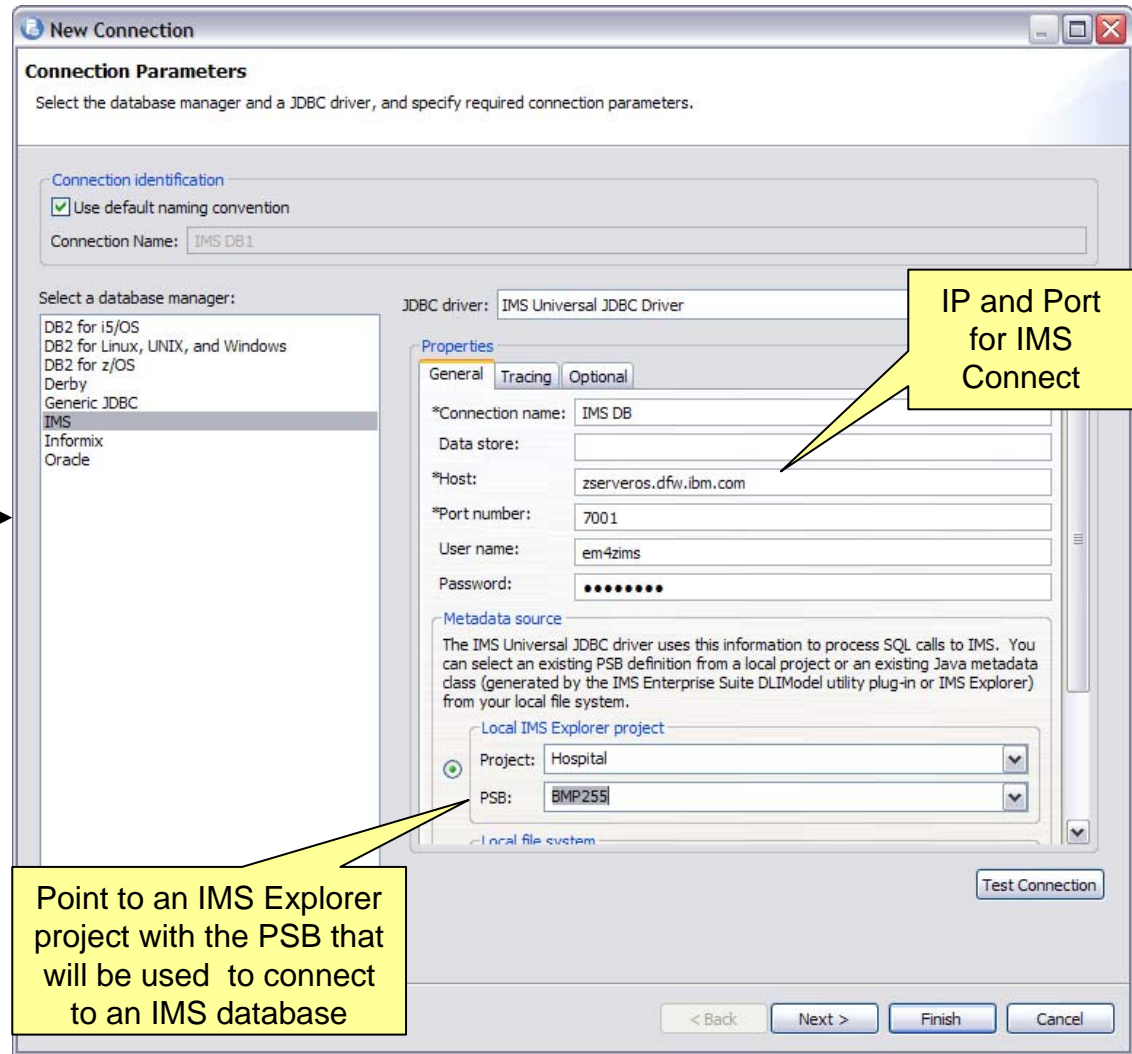 New Connection
Connection Parameters
Select the database manager and a JDBC driver, and specify required connection parameters.
Connection identification
Use default naming convention
Connection Name: IMS DB1
Select a database manager:
DB2 for i5/OS
DB2 for Linux, UNIX, and Windows
DB2 for z/OS
Derby
Generic JDBC
IMS
Informix
Oracle
JDBC driver: IMS Universal JDBC Driver
IP and Port
for IMS
Connect
Properties
General Tracing Optional
*Connection name: IMS DB
Data store:
*Host: zserveros.dfw.ibm.com
*Port number: 7001
User name: em4zims
Password: ••••••••
Metadata source
The IMS Universal JDBC driver uses this information to process SQL calls to IMS. You
can select an existing PSB definition from a local project or an existing Java metadata
class (generated by the IMS Enterprise Suite DLIModel utility plug-in or IMS Explorer)
from your local file system.
Local IMS Explorer project
Project: Hospital
PSB: BMP255
Local file system
Test Connection
Point to an IMS Explorer
project with the PSB that
will be used to connect
to an IMS database
< Back Next > Finish Cancel